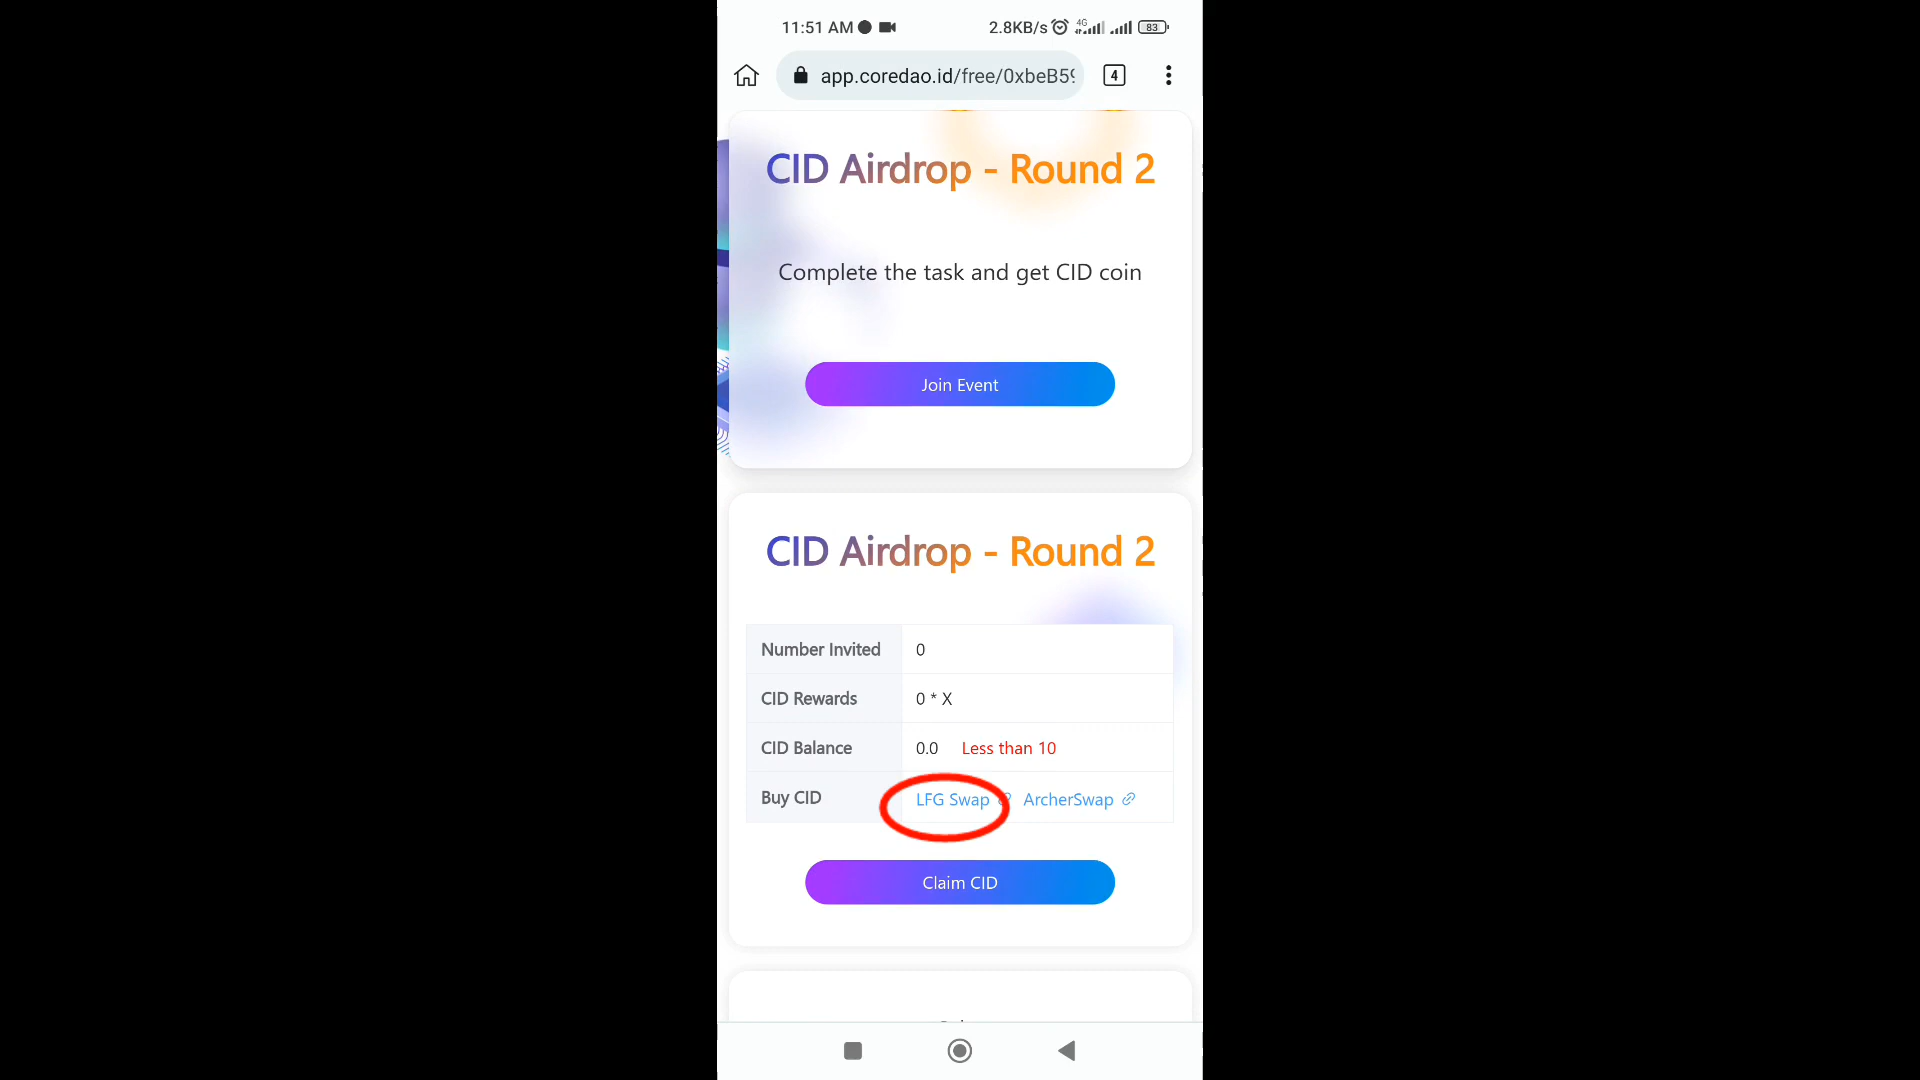 11:51 AM
2.8KB/s
4G
83
app.coredao.id/free/0xbeB59
4
CID Airdrop - Round 2
Complete the task and get CID coin
Join Event
CID Airdrop - Round 2
Number Invited 0
CID Rewards 0 * X
CID Balance 0.0 Less than 10
Buy CID LFG Swap ArcherSwap
Claim CID